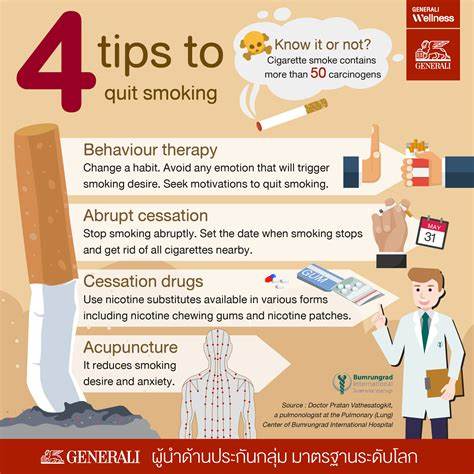 4 tips to
quit smoking
Know it or not?
Cigarette smoke contains
more than 50 carcinogens
GENERALI
Wellness
GENERALI
Behaviour therapy
Change a habit. Avoid any emotion that will trigger
smoking desire. Seek motivations to quit smoking.
Abrupt cessation
Stop smoking abruptly. Set the date when smoking stops
and get rid of all cigarettes nearby.
MAY
31
Cessation drugs
Use nicotine substitutes available in various forms
including nicotine chewing gums and nicotine patches.
GUM
Acupuncture
It reduces smoking
desire and anxiety.
Bumrungrad
International
Source : Doctor Pratan Vathesatogkit,
a pulmonologist at the Pulmonary (Lung)
Center of Bumrungrad International Hospital
GENERALI ผู้นำด้านประกันกลุ่ม มาตรฐานระดับโลก